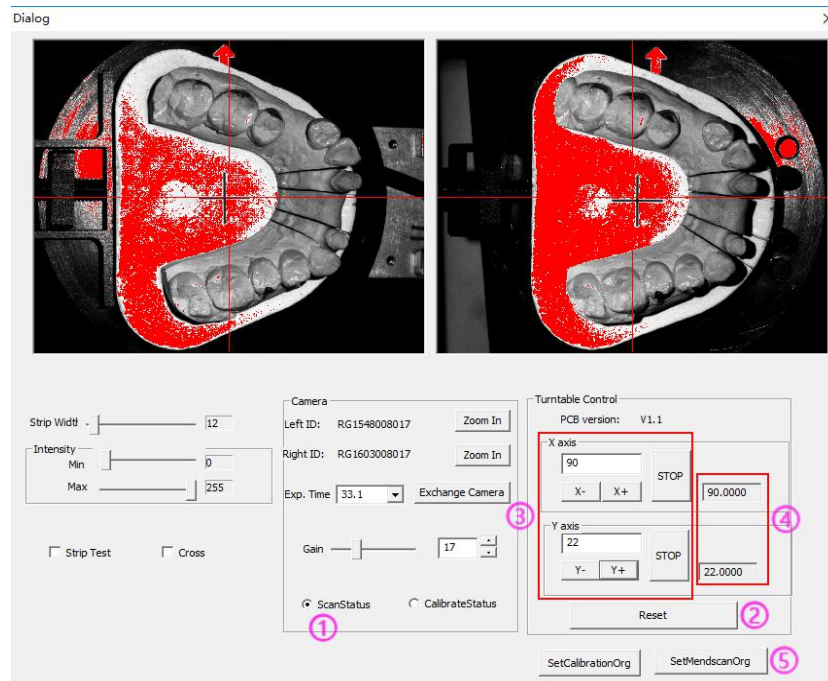 Dialog
Camera
Left ID: RG1548008017 Zoom In
Right ID: RG1603008017 Zoom In
Exp. Time 33.1 Exchange Camera
Gain 17
ScanStatus CalibrateStatus
①
Strip Widtl 12
Intensity
Min 0
Max 255
Strip Test Cross
Turntable Control
PCB version: V1.1
X axis
90
X- X+ STOP
90.0000
③
④
Y axis
22
Y- Y+ STOP
22.0000
Reset ②
SetCalibrationOrg SetMendscanOrg ⑤